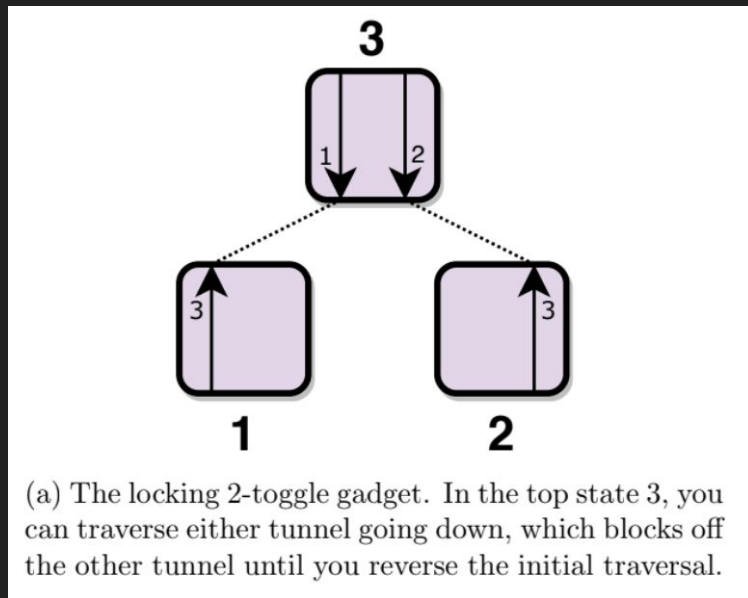 3
1 2
3 3
1 2
(a) The locking 2-toggle gadget. In the top state 3, you
can traverse either tunnel going down, which blocks off
the other tunnel until you reverse the initial traversal.